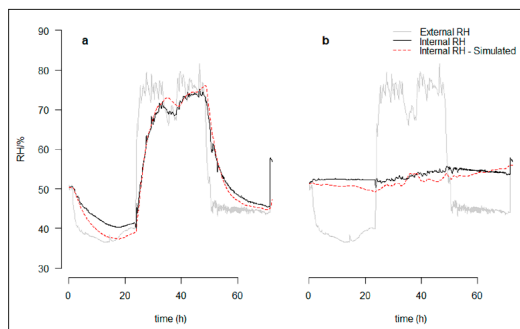 a
b
External RH
Internal RH
Internal RH - Simulated
RH/%
90
80
70
60
50
40
30
0 20 40 60
0 20 40 60
time (h)
time (h)